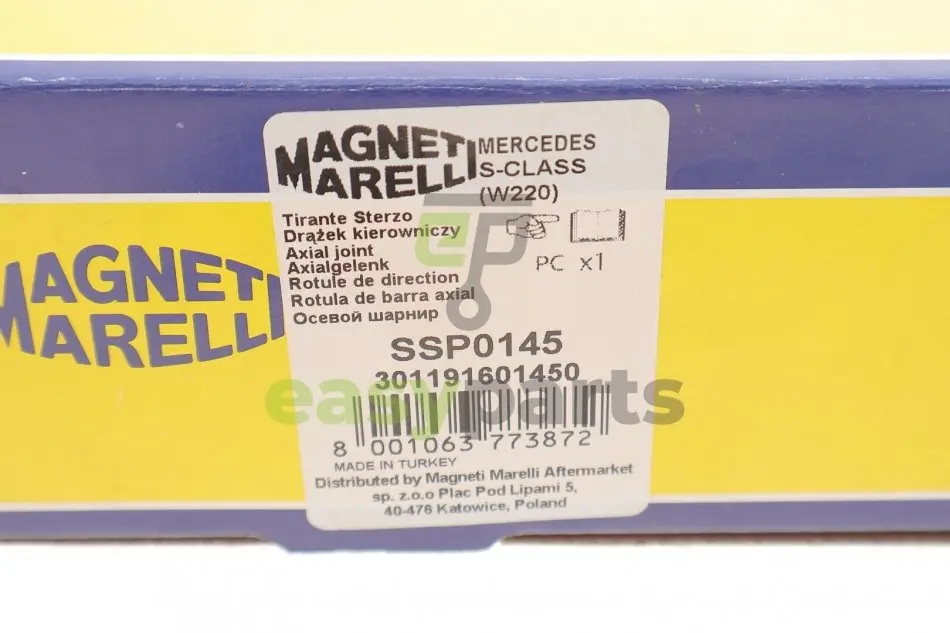 MAGNETI
MARELLI
MERCEDES
S-CLASS
(W220)
Tirante Sterzo
Drążek kierowniczy
Axial joint
Axialgelenk
Rotule de direction
Rotula de barra axial
Осевой шарнир
PC x1
SSP0145
301191601450
8 001063 773872
MADE IN TURKEY
Distributed by Magneti Marelli Aftermarket
sp. z.o.o Plac Pod Lipami 5,
40-476 Katowice, Poland
MAGNETI
MARELLI
easyparts